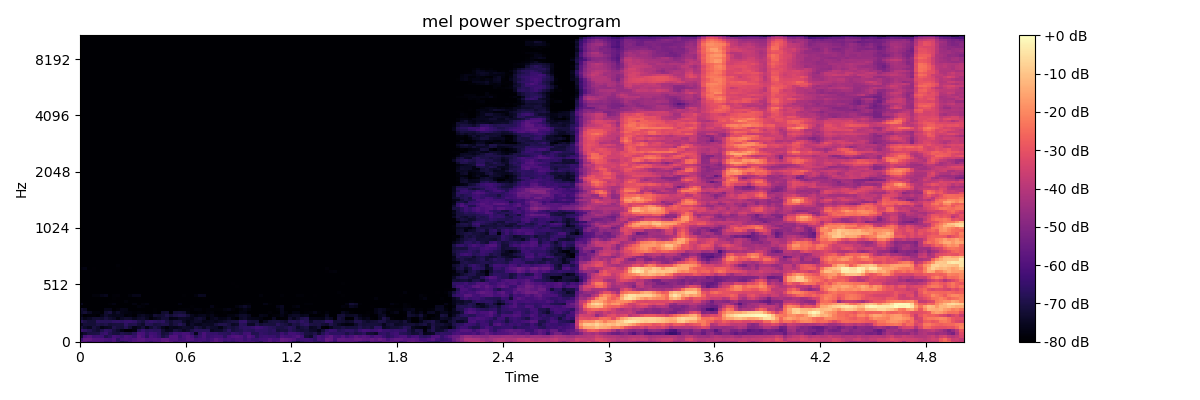 mel power spectrogram
8192
4096
2048
1024
512
0
Hz
0
0.6
1.2
1.8
2.4
3
3.6
4.2
4.8
Time
+0 dB
-10 dB
-20 dB
-30 dB
-40 dB
-50 dB
-60 dB
-70 dB
-80 dB